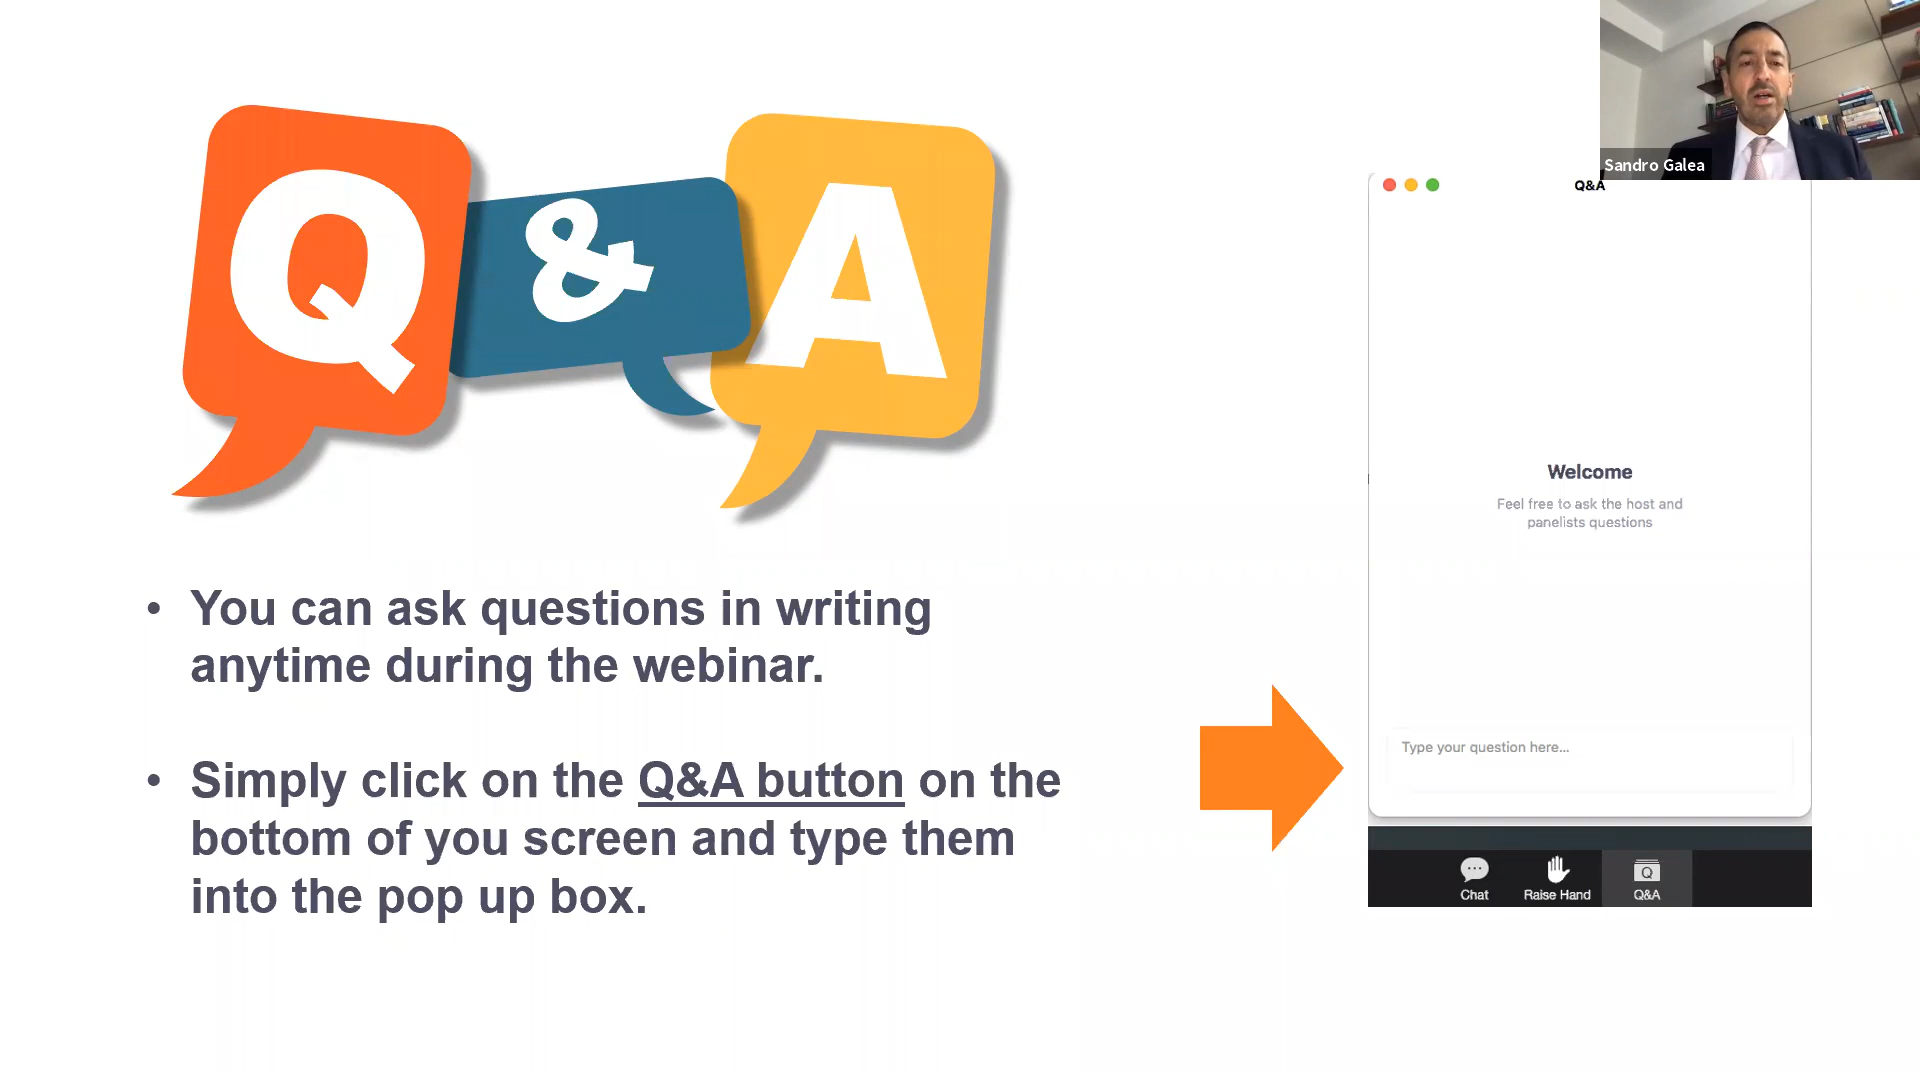 Q & A
Sandro Galea
Q&A
Welcome
Feel free to ask the host and
panelists questions
• You can ask questions in writing
anytime during the webinar.
• Simply click on the Q&A button on the
bottom of you screen and type them
into the pop up box.
Type your question here...
Chat
Raise Hand
Q
Q&A